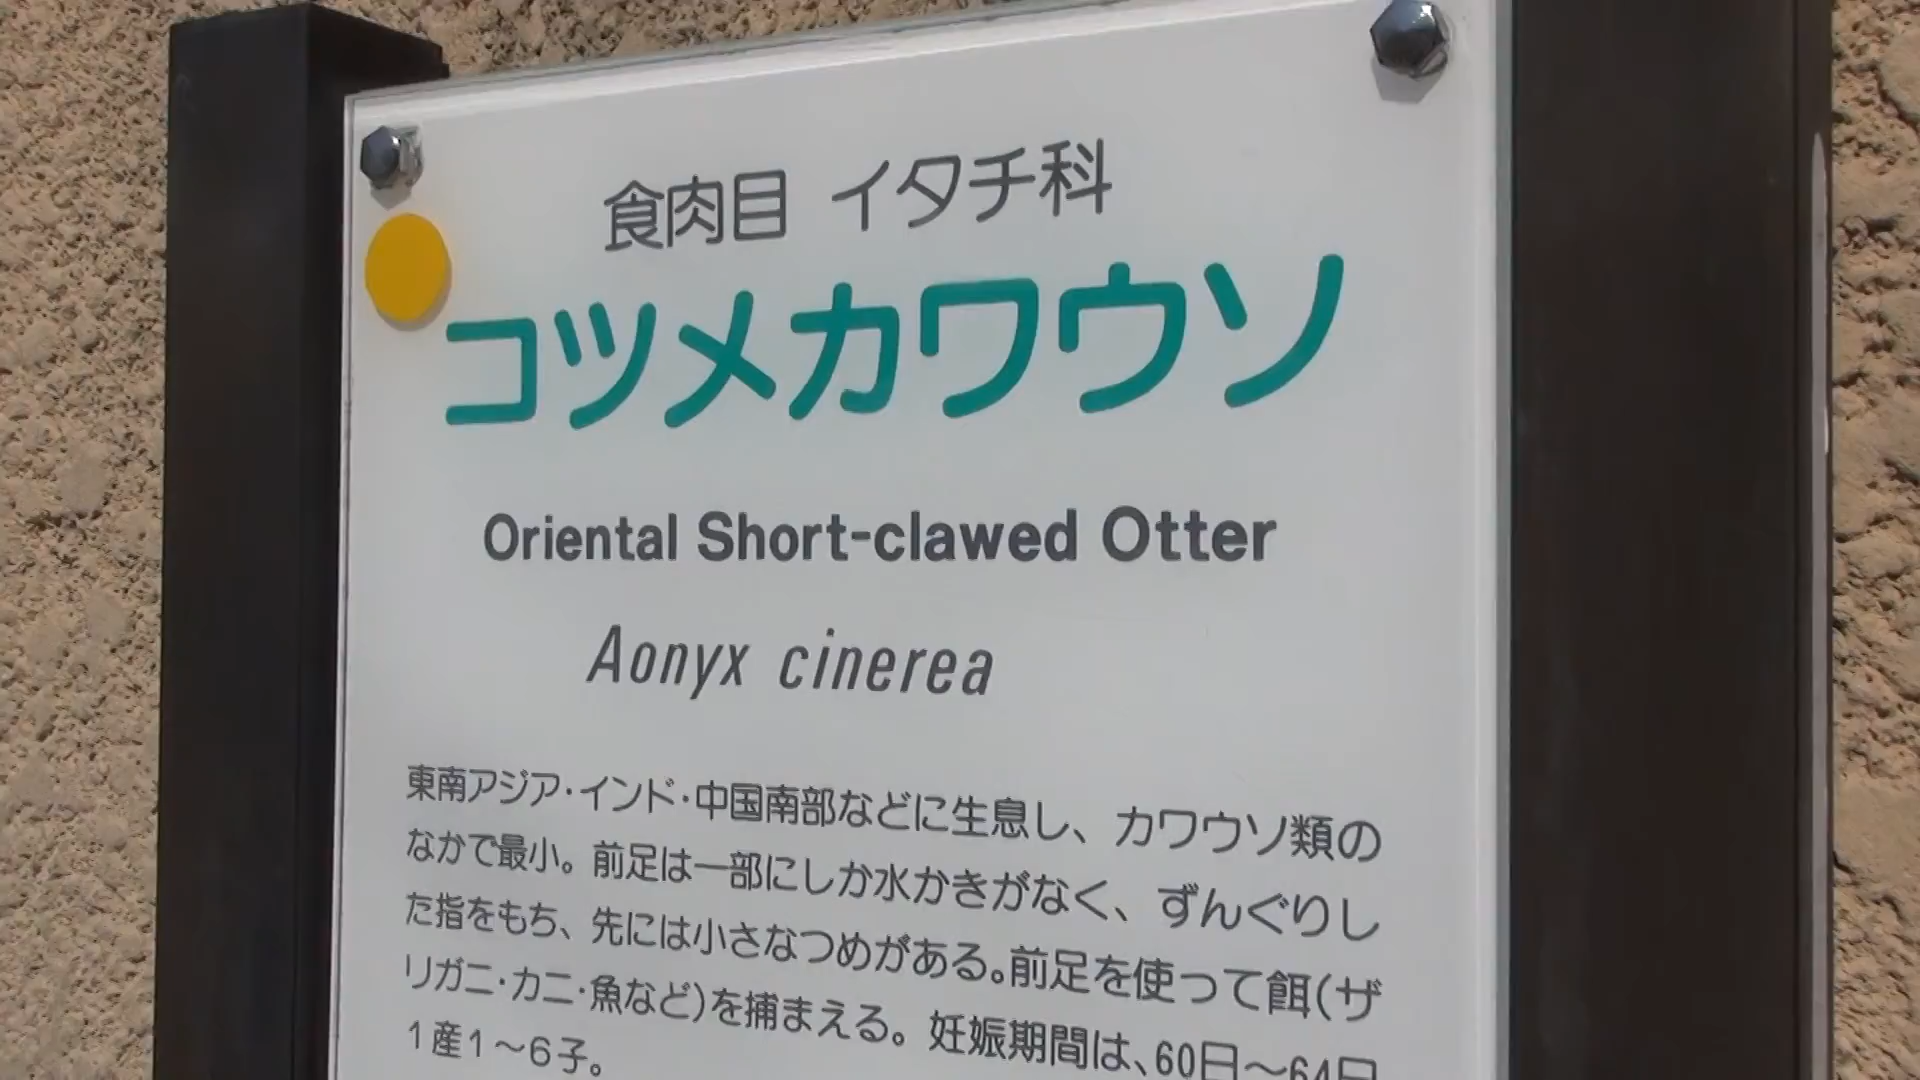 食肉目 イタチ科
コツメカワウソ
Oriental Short-clawed Otter
Aonyx cinerea
東南アジア・インド・中国南部などに生息し、カワウソ類の
なかで最小。前足は一部にしか水かきがなく、ずんぐりし
た指をもち、先には小さなつめがある。前足を使って餌(ザ
リガニ・カニ・魚など)を捕まえる。妊娠期間は、60日〜64日
1産1〜6子。